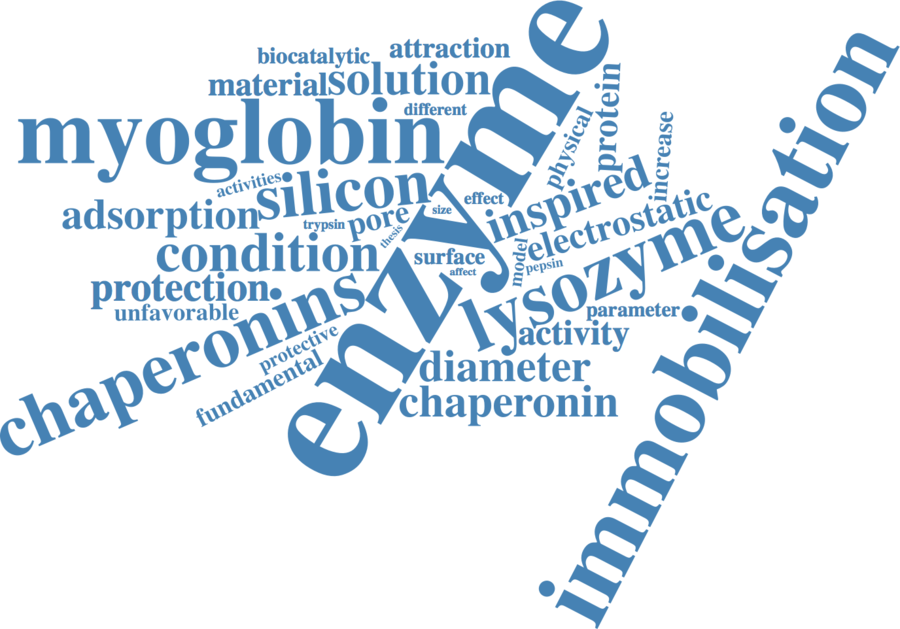 biocatalytic
attraction
material
solution
different
myoglobin
enzyme
physical
protein
increase
immobilisation
activities
silicon
adsorption
trypsin
pore
size
effect
inspired
thesis
condition
surface
affect
model
electrostatic
pepsin
protection
unfavorable
chaperonins
lysozyme
parameter
activity
protective
fundamental
diameter
chaperonin